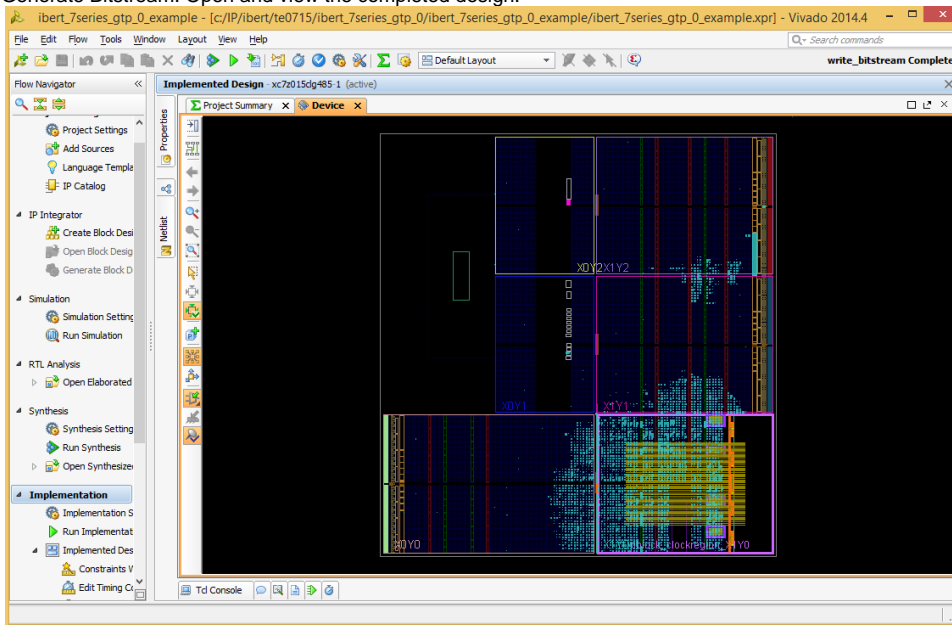 Generate Bitstream. Open and view the completed design.
ibert_7series_gtp_0_example - [c:/IP/ibert/te0715/ibert_7series_gtp_0/ibert_7series_gtp_0_example/ibert_7series_gtp_0_example.xpr] - Vivado 2014.4
File Edit Flow Tools Window Layout View Help
Search commands
Default Layout
write_bitstream Complete
Flow Navigator
Implemented Design - xc7z015clg485-1 (active)
Project Summary
Device
Properties
Netlist
Project Settings
Add Sources
Language Templa
IP Catalog
IP Integrator
Create Block Desi
Open Block Desig
Generate Block D
Simulation
Simulation Setting
Run Simulation
RTL Analysis
Open Elaborated
Synthesis
Synthesis Setting
Run Synthesis
Open Synthesize
Implementation
Implementation S
Run Implementat
Implemented Des
Constraints W
Edit Timing Co
X0Y2
X1Y2
X0Y1
X1Y1
X0Y0
Tcl Console